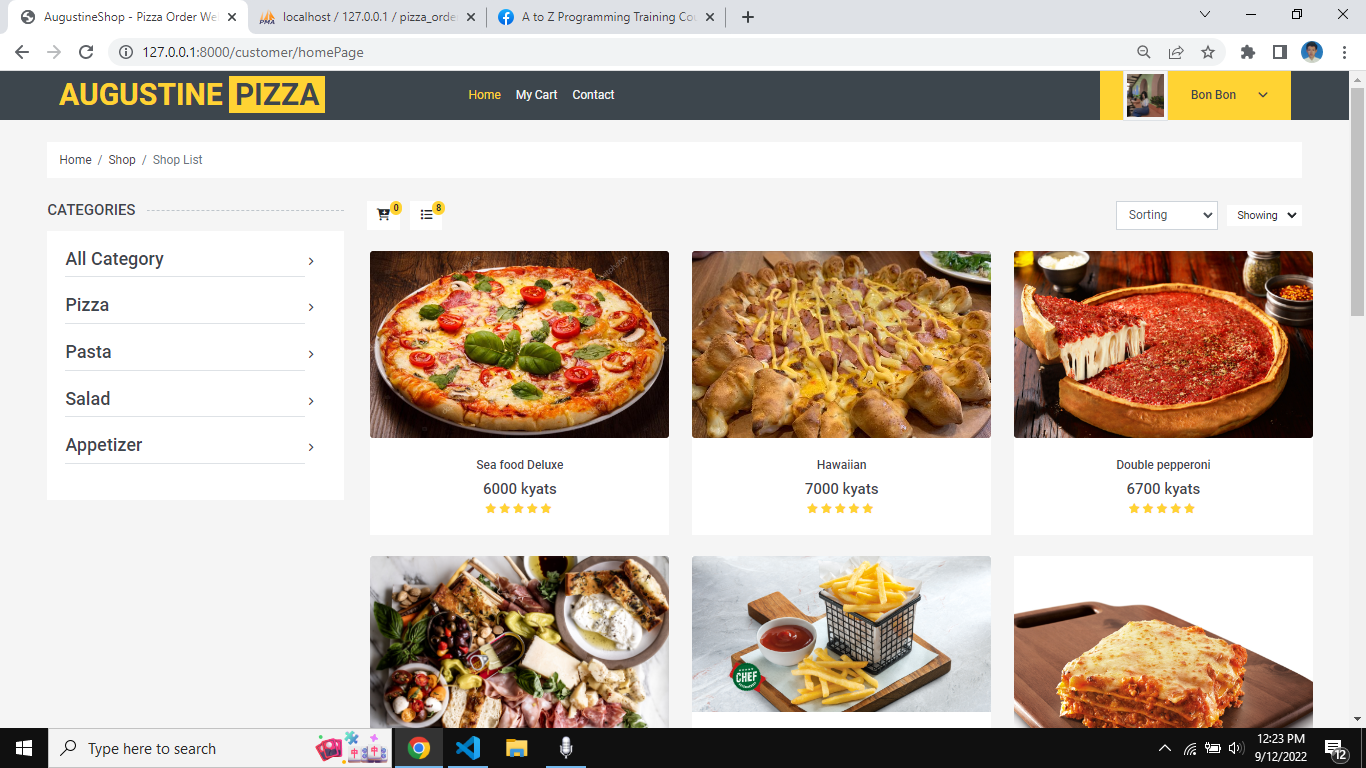 AugustineShop - Pizza Order We
localhost / 127.0.0.1 / pizza_orde
A to Z Programming Training Cou
127.0.0.1:8000/customer/homePage
AUGUSTINE PIZZA
Home
My Cart
Contact
Bon Bon
Home / Shop / Shop List
CATEGORIES
0
8
Sorting
Showing
All Category
Pizza
Pasta
Salad
Appetizer
Sea food Deluxe
6000 kyats
Hawaiian
7000 kyats
Double pepperoni
6700 kyats
CHEF
Type here to search
12:23 PM
9/12/2022
12